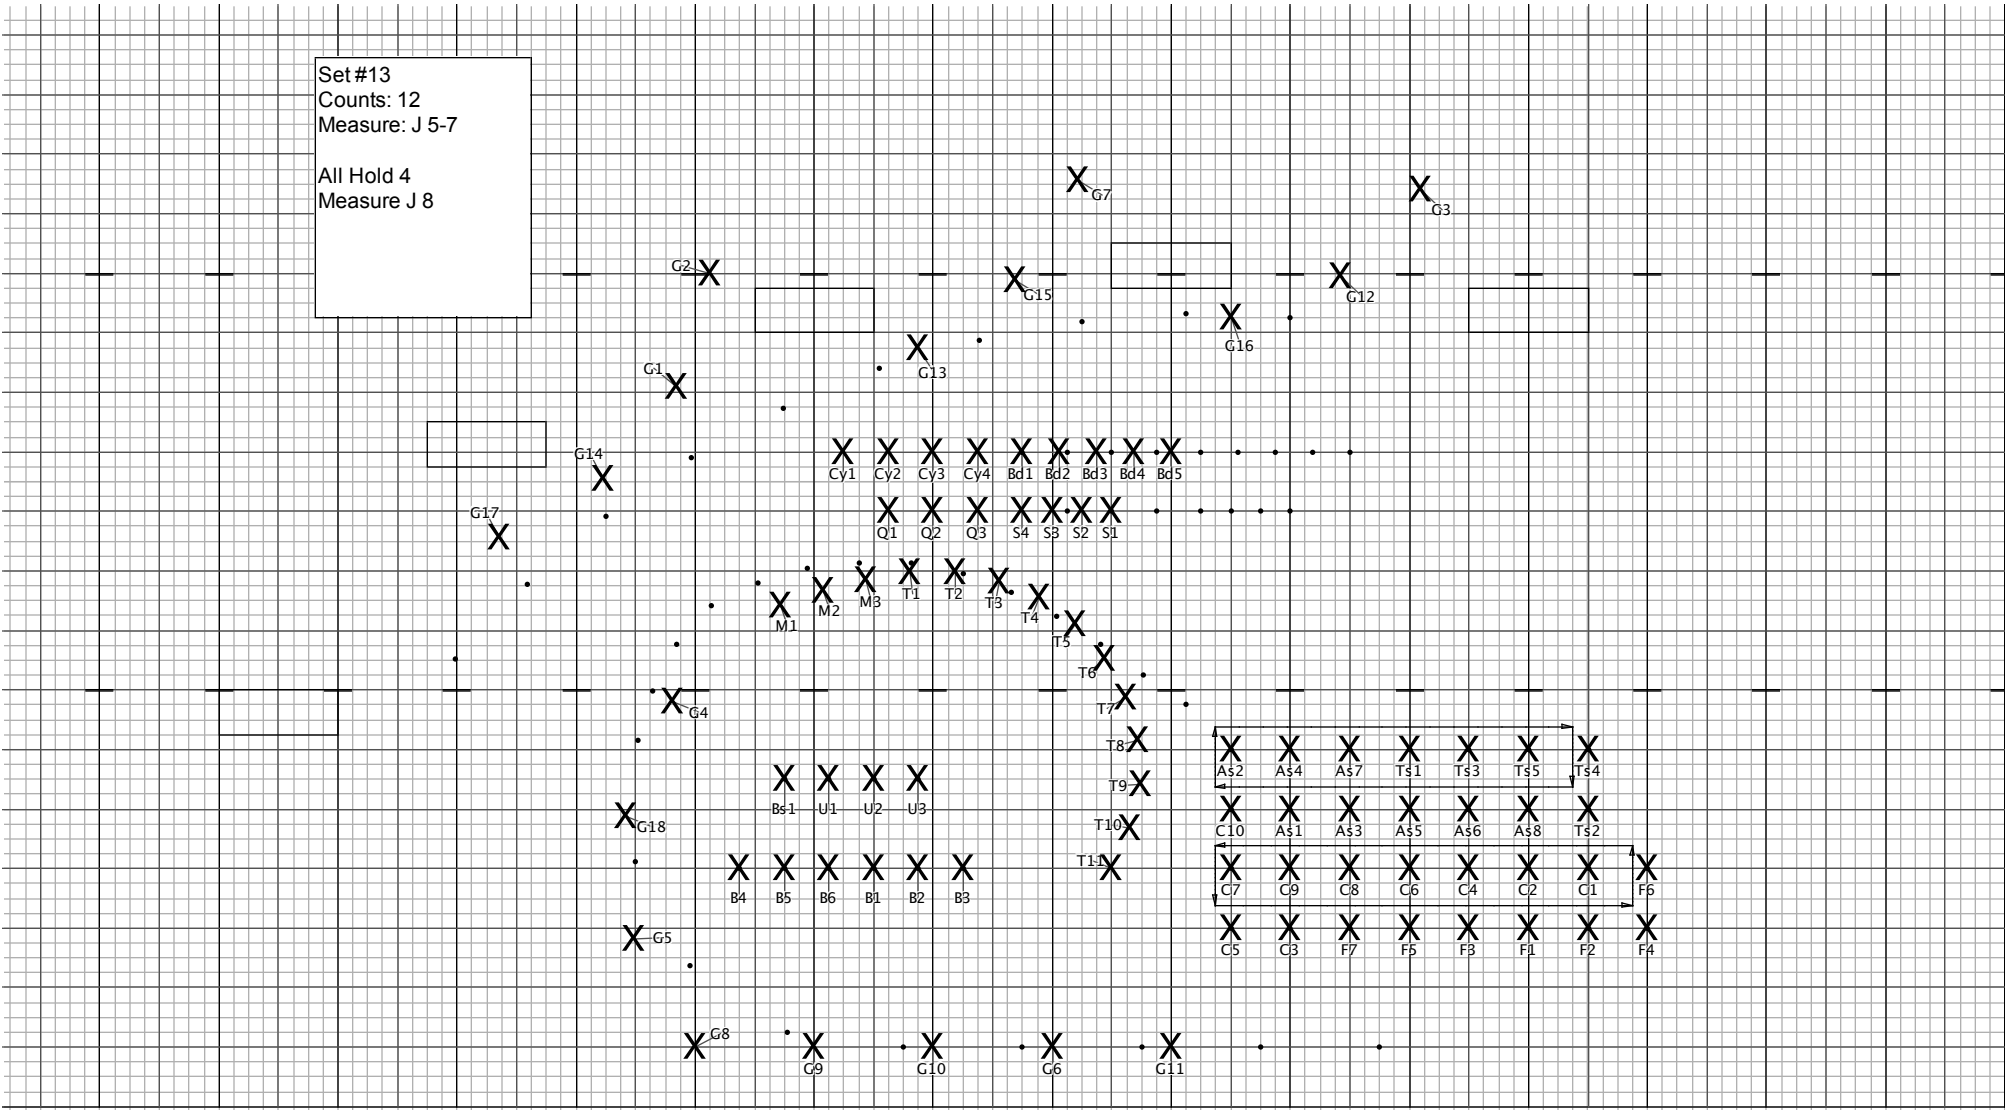 Set #13
Counts: 12
Measure: J 5-7
All Hold 4
Measure J 8
G7
G3
G2
G15
G12
G16
G13
G1
G14
Cy1 Cy2 Cy3 Cy4 Bd1 Bd2 Bd3 Bd4 Bd5
G17
Q1 Q2 Q3 S4 S3 S2 S1
M1 M2 M3 T1 T2 T3 T4
T5
T6
T7
G4
T8
As2 As4 As7 Ts1 Ts3 Ts5 Ts4
T9
Bs1 U1 U2 U3
G18
T10
C10 As1 As3 As5 As6 As8 Ts2
T11
C7 C9 C8 C6 C4 C2 C1 F6
B4 B5 B6 B1 B2 B3
G5
C5 C3 F7 F5 F3 F1 F2 F4
G8
G9 G10 G6 G11